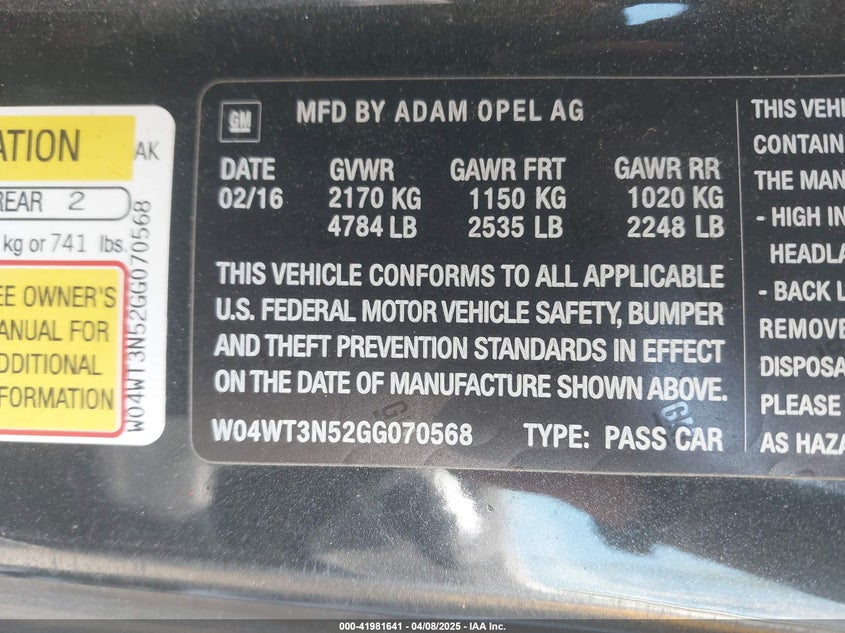 ATION
AK
REAR 2
kg or 741 lbs.
EE OWNER'S
MANUAL FOR
ADDITIONAL
FORMATION
W04WT3N52GG070568
GM
MFD BY ADAM OPEL AG
DATE GVWR GAWR FRT GAWR RR
02/16 2170 KG 1150 KG 1020 KG
4784 LB 2535 LB 2248 LB
THIS VEHICLE CONFORMS TO ALL APPLICABLE
U.S. FEDERAL MOTOR VEHICLE SAFETY, BUMPER
AND THEFT PREVENTION STANDARDS IN EFFECT
ON THE DATE OF MANUFACTURE SHOWN ABOVE.
W04WT3N52GG070568 TYPE: PASS CAR
THIS VEHI
CONTAIN
THE MAN
- HIGH IN
HEADLA
- BACK L
REMOVE
DISPOSA
PLEASE
AS HAZA
000-41981641 - 04/08/2025 - IAA Inc.